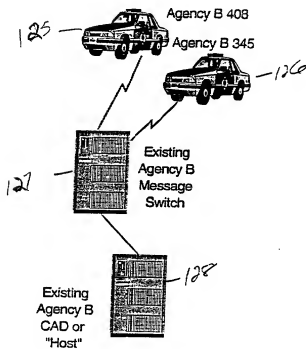 125
Agency B 408
Agency B 345
126
127
Existing
Agency B
Message
Switch
128
Existing
Agency B
CAD or
"Host"